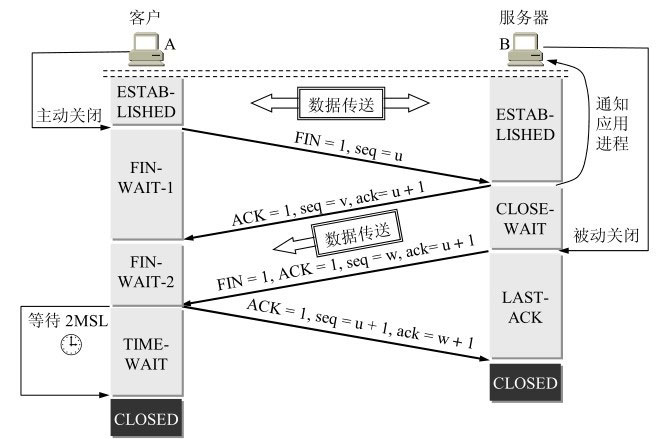 客户
A
服务器
B
主动关闭
ESTAB-
LISHED
数据传送
ESTAB-
LISHED
通知
应用
进程
FIN = 1, seq = u
FIN-
WAIT-1
ACK = 1, seq = v, ack= u + 1
CLOSE-
WAIT
数据传送
被动关闭
FIN-
WAIT-2
FIN = 1, ACK = 1, seq = w, ack= u + 1
LAST-
ACK
等待 2MSL
ACK = 1, seq = u + 1, ack = w + 1
TIME-
WAIT
CLOSED
CLOSED